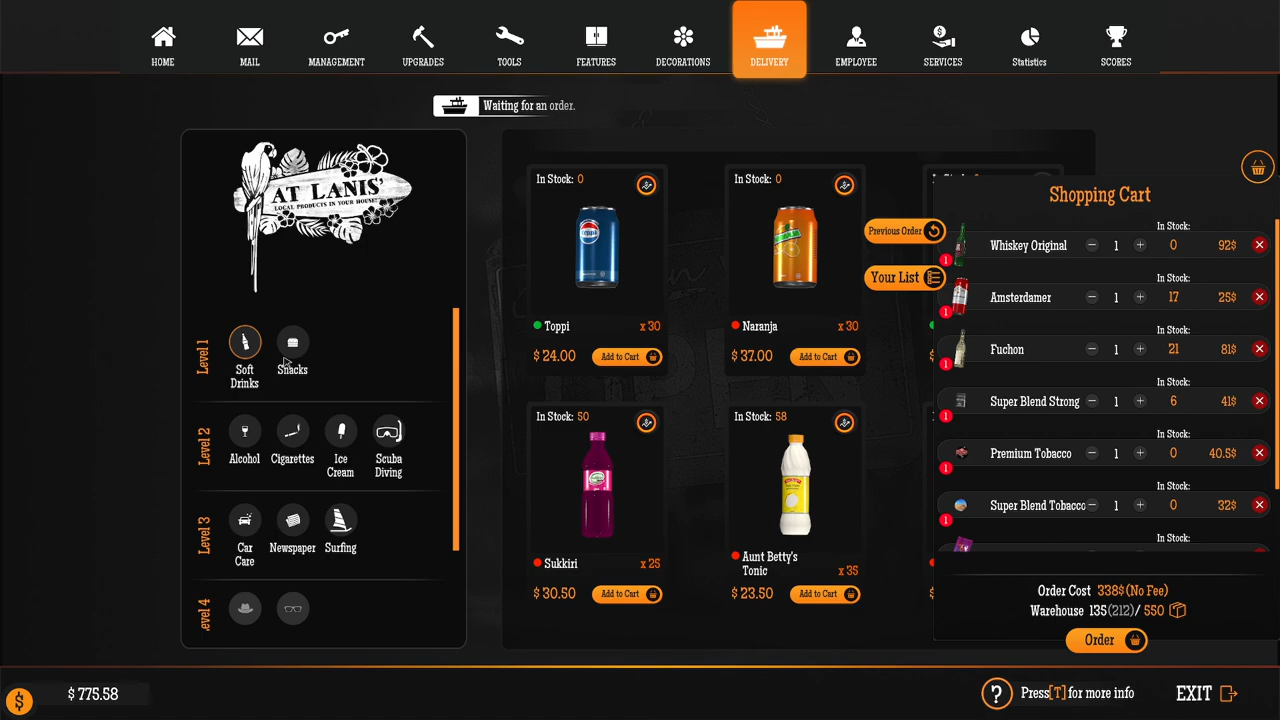 HOME
MAIL
MANAGEMENT
UPGRADES
TOOLS
FEATURES
DECORATIONS
DELIVERY
EMPLOYEE
SERVICES
Statistics
SCORES
Waiting for an order.
AT LANIS'
LOCAL PRODUCTS IN YOUR HOUSE!
Level 1
Soft Drinks
Snacks
Level 2
Alcohol
Cigarettes
Ice Cream
Scuba Diving
Level 3
Car Care
Newspaper
Surfing
evel 4
In Stock: 0
Toppi
x 30
$ 24.00
Add to Cart
In Stock: 0
Naranja
x 30
$ 37.00
Add to Cart
In Stock: 50
Sukkiri
x 25
$ 30.50
Add to Cart
In Stock: 58
Aunt Betty's Tonic
x 35
$ 23.50
Add to Cart
Previous Order
Your List
Shopping Cart
In Stock:
1 Whiskey Original − 1 + 0 92$
In Stock:
1 Amsterdamer − 1 + 17 25$
In Stock:
1 Fuchon − 1 + 21 81$
In Stock:
1 Super Blend Strong − 1 + 6 41$
In Stock:
1 Premium Tobacco − 1 + 0 40.5$
In Stock:
1 Super Blend Tobacco − 1 + 0 32$
In Stock:
Order Cost 338$(No Fee)
Warehouse 135(212)/ 550
Order
$ 775.58
? Press[T] for more info
EXIT